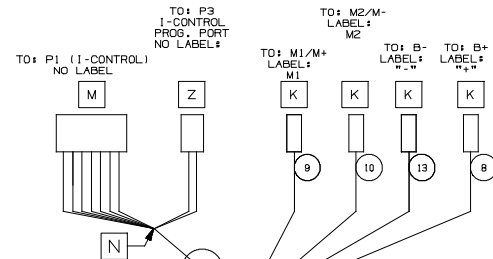 TO: P3
I-CONTROL
PROG. PORT
NO LABEL:
TO: P1 (I-CONTROL)
NO LABEL
TO: M1/M+
LABEL:
M1
TO: M2/M-
LABEL:
M2
TO: B-
LABEL:
"-"
TO: B+
LABEL:
"+"
M
Z
K
K
K
K
9
10
13
8
N